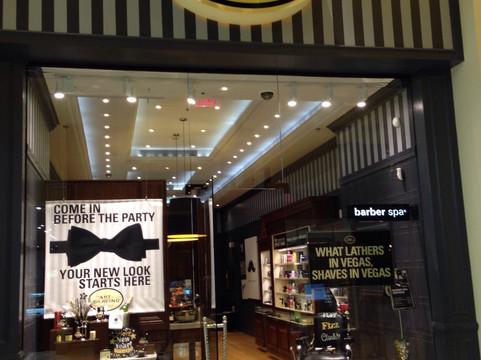 COME IN
BEFORE THE PARTY
YOUR NEW LOOK
STARTS HERE
barber spa
WHAT LATHERS
IN VEGAS,
SHAVES IN VEGAS